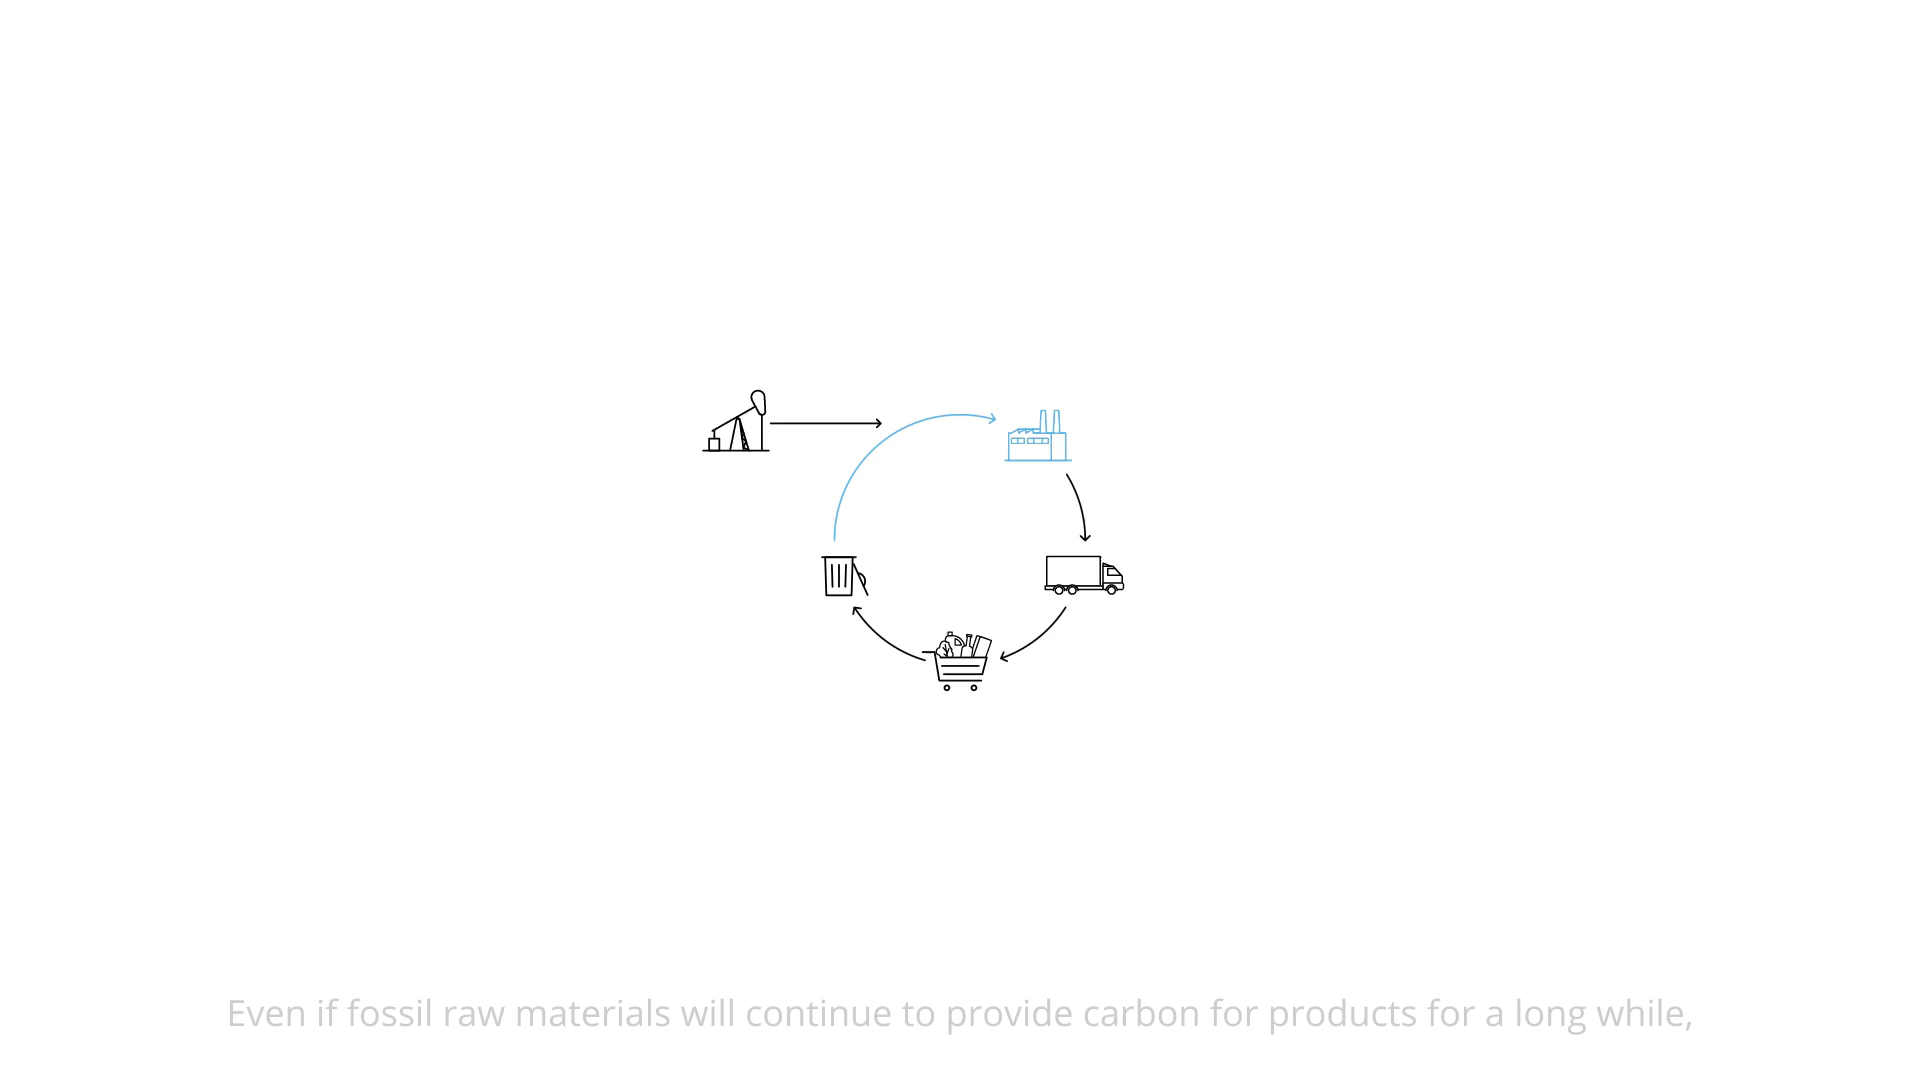 Even if fossil raw materials will continue to provide carbon for products for a long while,